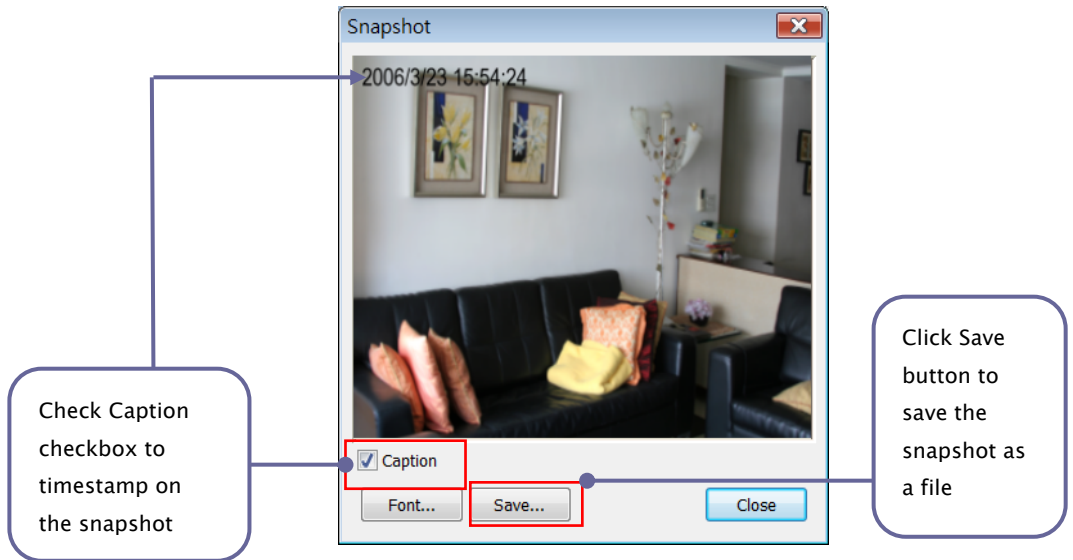 Snapshot
2006/3/23 15:54:24
Check Caption
checkbox to
timestamp on
the snapshot
Caption
Font...
Save...
Close
Click Save
button to
save the
snapshot as
a file